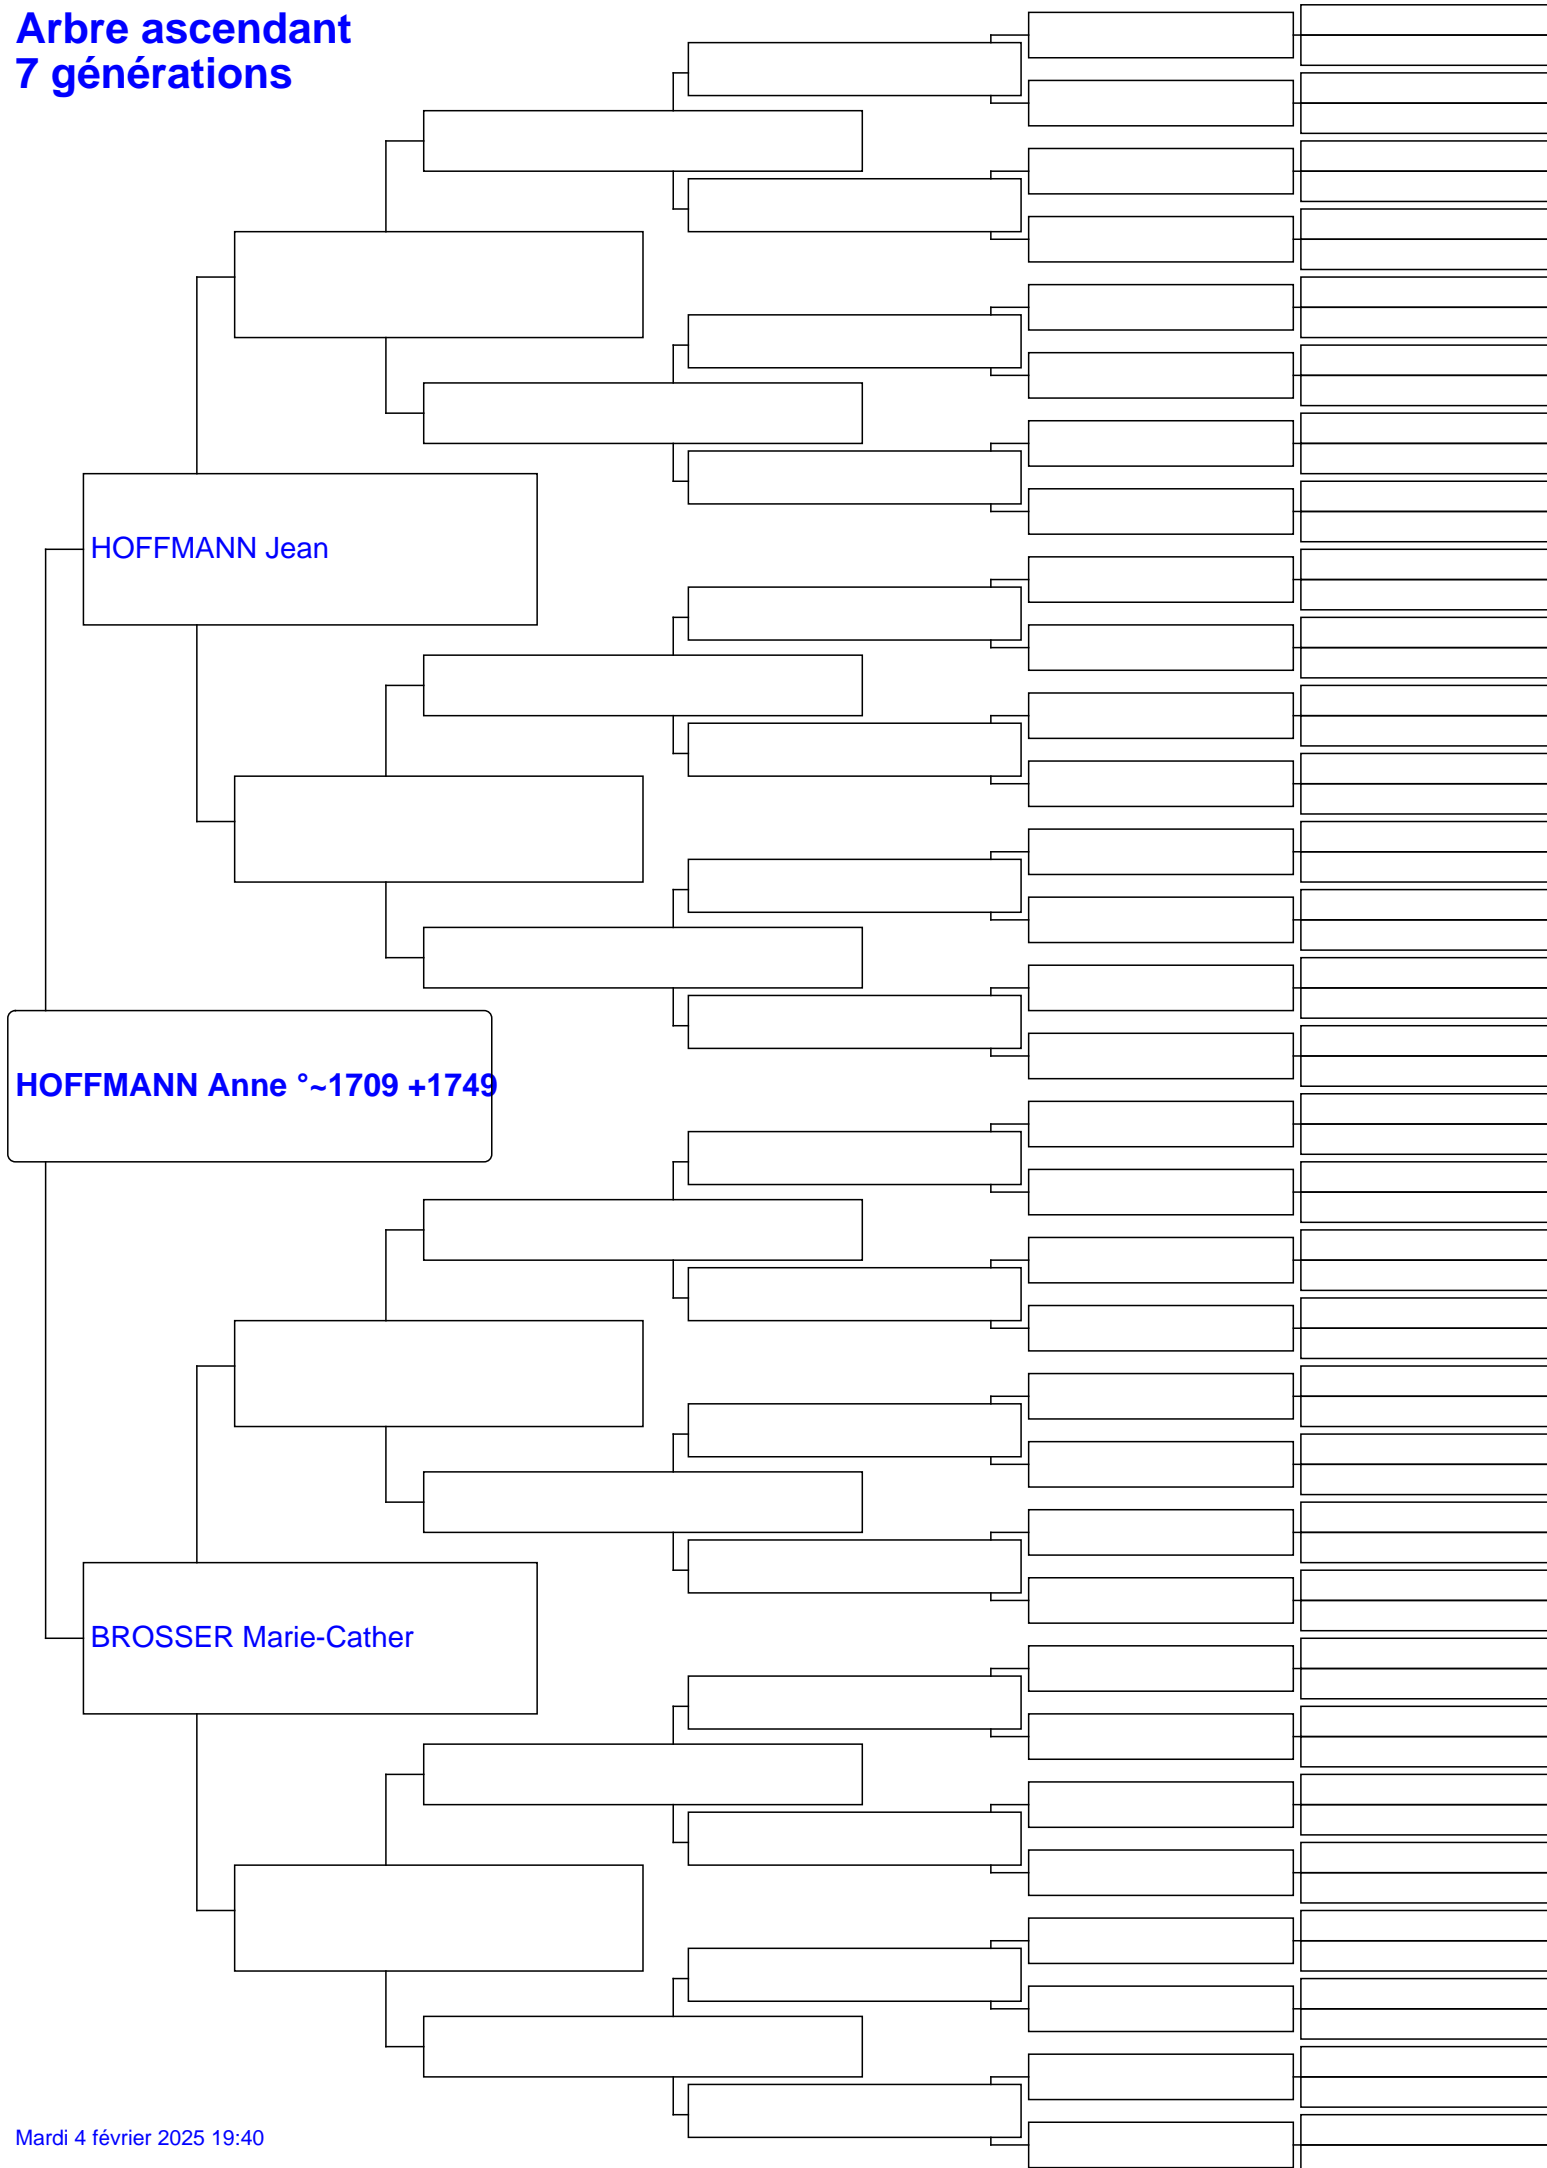 Arbre ascendant
7 générations
HOFFMANN Jean
HOFFMANN Anne °~1709 +1749
BROSSER Marie-Cather
Mardi 4 février 2025 19:40